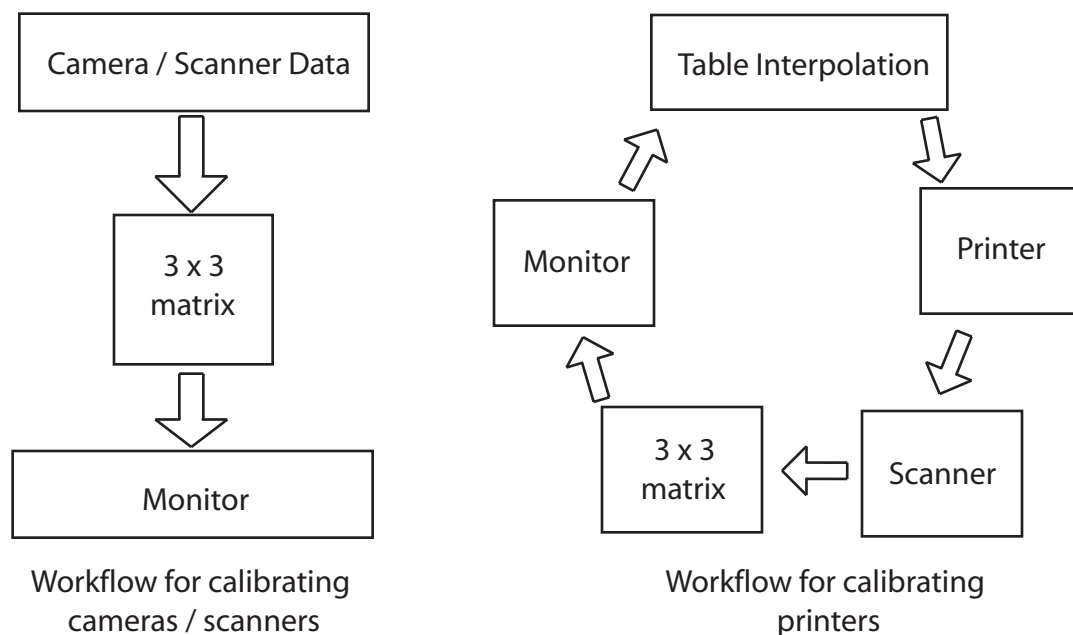 Camera / Scanner Data
3 x 3
matrix
Monitor
Workflow for calibrating
cameras / scanners
Table Interpolation
Printer
Scanner
3 x 3
matrix
Monitor
Workflow for calibrating
printers